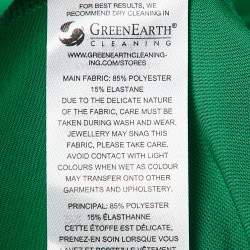 FOR BEST RESULTS, WE
RECOMMEND DRY CLEANING IN
GREENEARTH®
CLEANING
WWW.GREENEARTHCLEAN-
ING.COM/STORES
MAIN FABRIC: 85% POLYESTER
15% ELASTANE
DUE TO THE DELICATE NATURE
OF THE FABRIC, CARE MUST BE
TAKEN DURING WASH AND WEAR.
JEWELLERY MAY SNAG THIS
FABRIC, PLEASE TAKE CARE.
AVOID CONTACT WITH LIGHT
COLOURS WHEN WET AS COLOUR
MAY TRANSFER ONTO OTHER
GARMENTS AND UPHOLSTERY.
PRINCIPAL: 85% POLYESTER
15% ÉLASTHANNE
CETTE ÉTOFFE EST DÉLICATE,
PRENEZ-EN SOIN LORSQUE VOUS